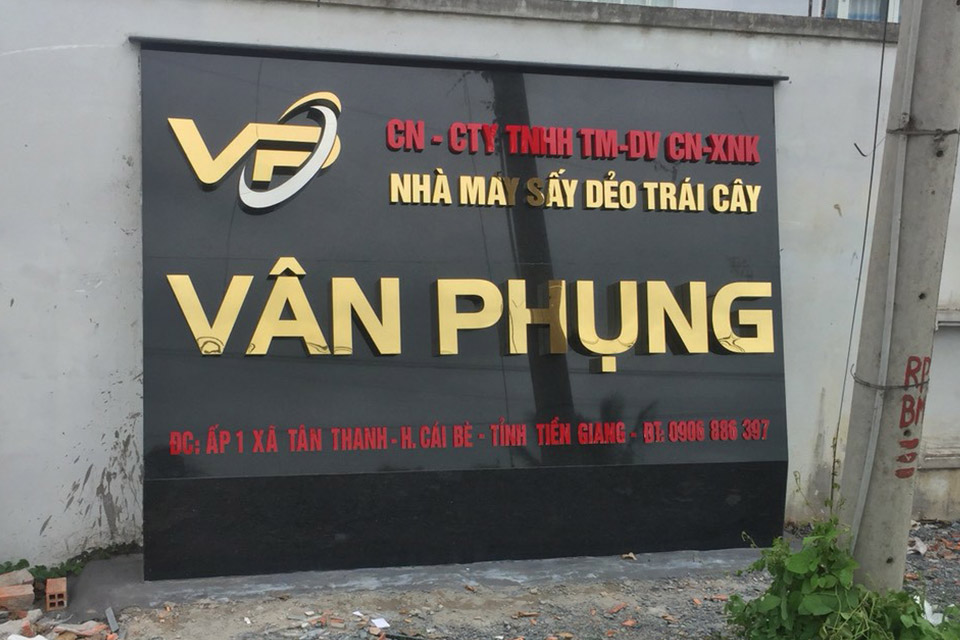 VP
CN - CTY TNHH TM-DV CN-XNK
NHÀ MÁY SẤY DẺO TRÁI CÂY
VÂN PHỤNG
ĐC: ẤP 1 XÃ TÂN THANH - H. CÁI BÈ - TỈNH TIỀN GIANG - ĐT: 0906 886 397